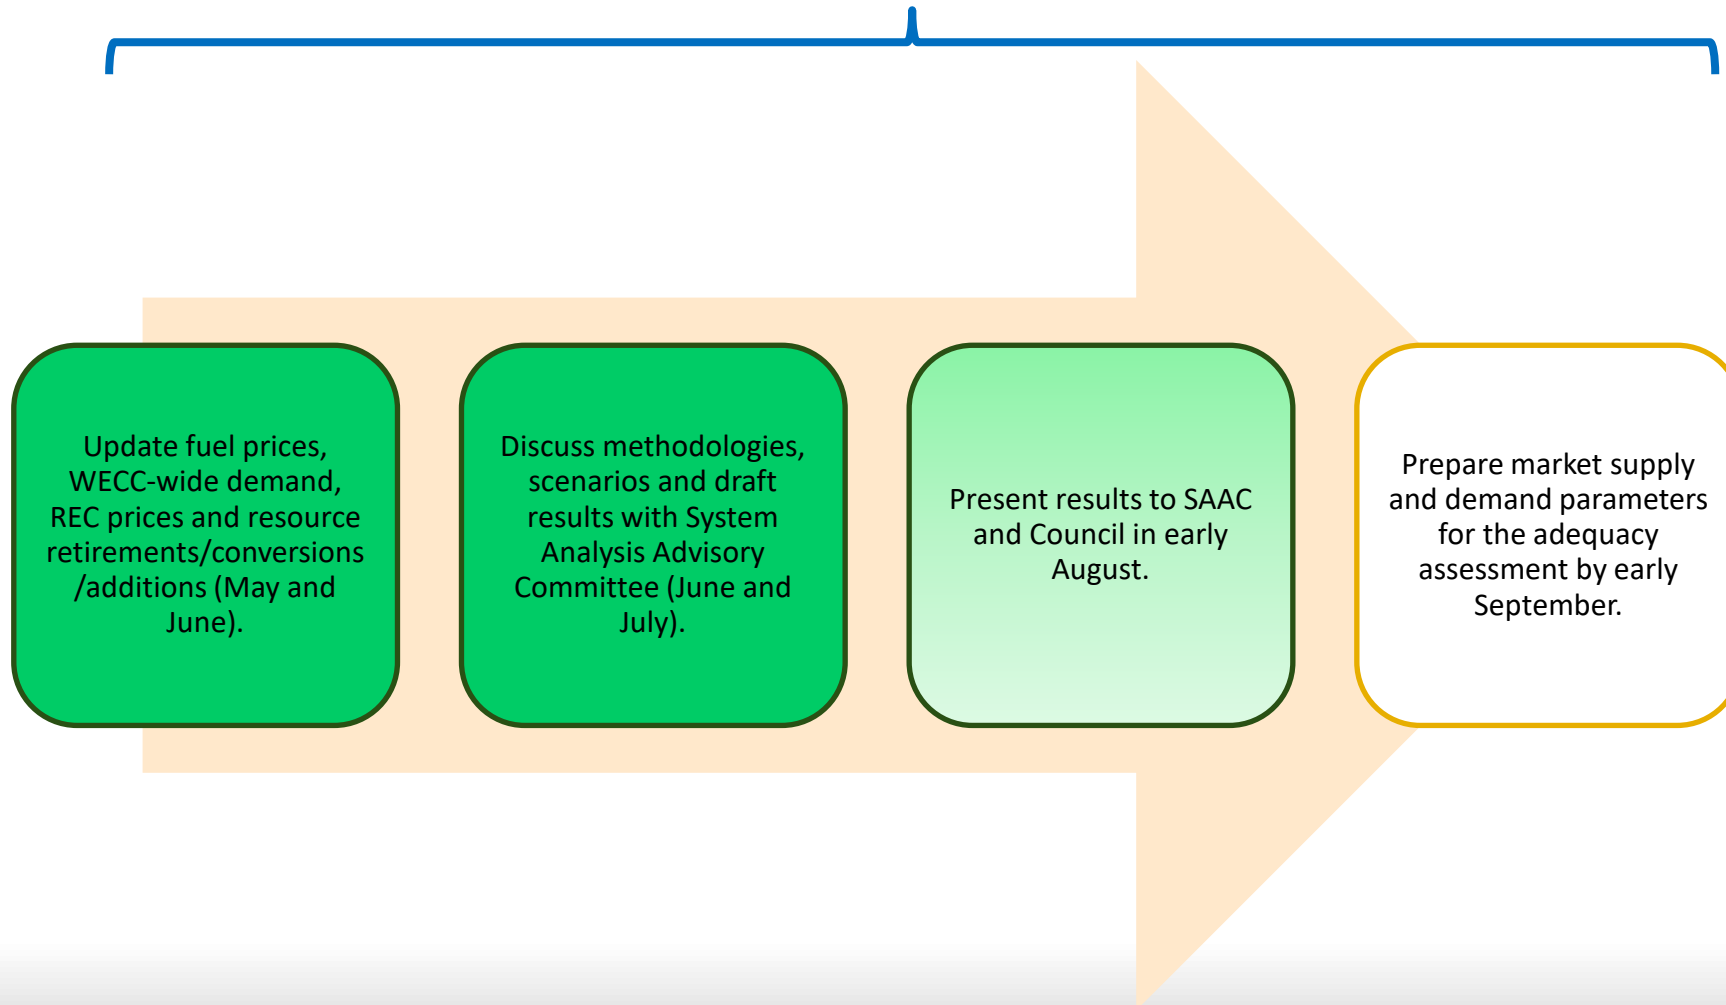 Update fuel prices,
WECC-wide demand,
REC prices and resource
retirements/conversions
/additions (May and
June).
Discuss methodologies,
scenarios and draft
results with System
Analysis Advisory
Committee (June and
July).
Present results to SAAC
and Council in early
August.
Prepare market supply
and demand parameters
for the adequacy
assessment by early
September.